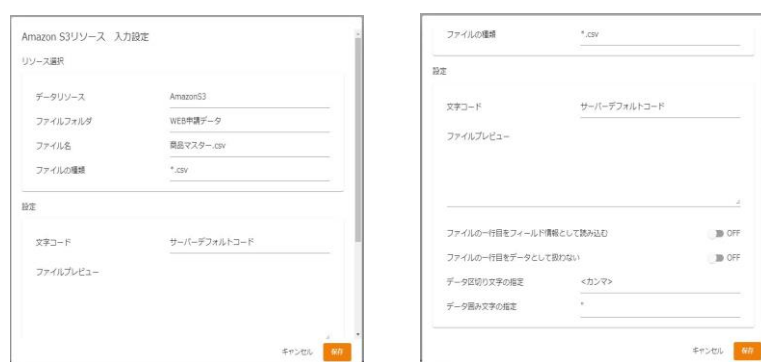 Amazon S3リソース 入力設定
リソース選択
データリソース AmazonS3
ファイルフォルダ WEB申請データ
ファイル名 商品マスター.csv
ファイルの種類 *.csv
設定
文字コード サーバーデフォルトコード
ファイルプレビュー
キャンセル 保存
ファイルの種類 *.csv
設定
文字コード サーバーデフォルトコード
ファイルプレビュー
ファイルの一行目をフィールド情報として読み込む OFF
ファイルの一行目をデータとして扱わない OFF
データ区切り文字の指定 <カンマ>
データ囲み文字の指定
キャンセル 保存